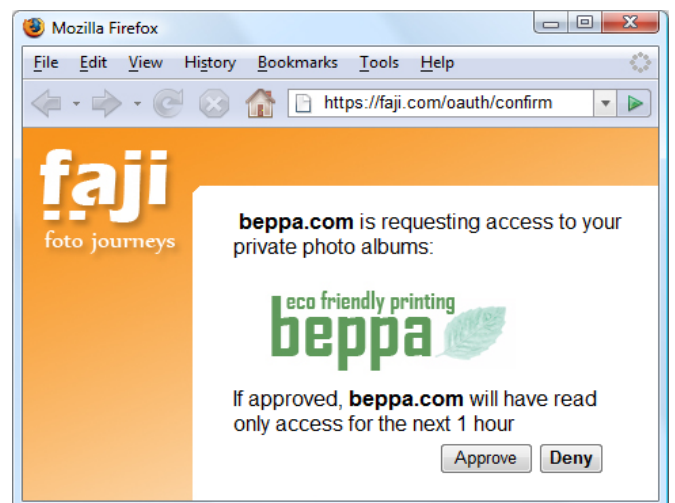 Mozilla Firefox
File Edit View History Bookmarks Tools Help
https://faji.com/oauth/confirm
faji
foto journeys
beppa.com is requesting access to your
private photo albums:
eco friendly printing
beppa
If approved, beppa.com will have read
only access for the next 1 hour
Approve Deny